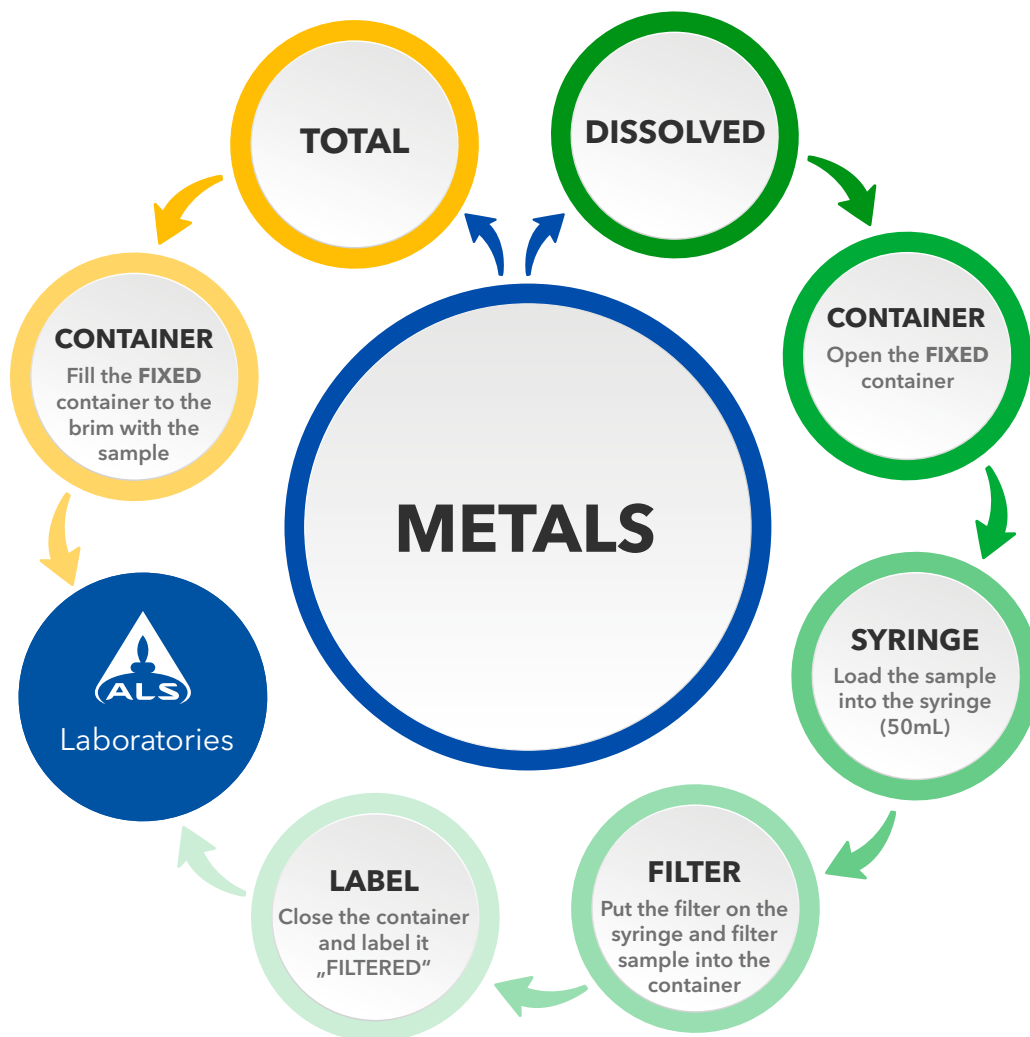 METALS
TOTAL
CONTAINER
Fill the FIXED
container to the
brim with the
sample
DISSOLVED
CONTAINER
Open the FIXED
container
SYRINGE
Load the sample
into the syringe
(50mL)
FILTER
Put the filter on the
syringe and filter
sample into the
container
LABEL
Close the container
and label it
„FILTERED“
ALS
Laboratories